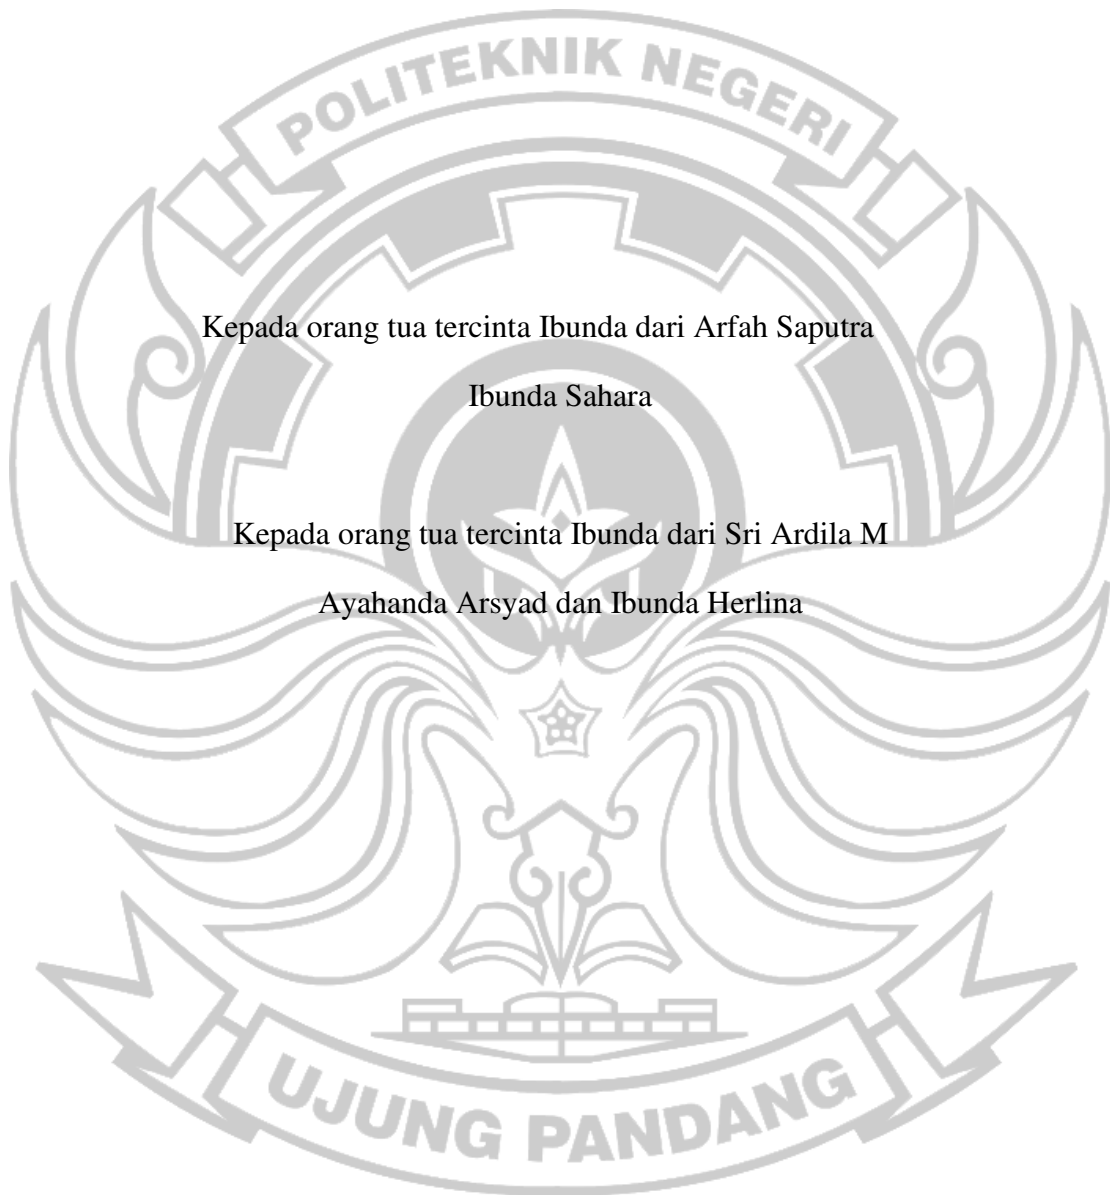 POLITEKNIK NEGERI
Kepada orang tua tercinta Ibunda dari Arfah Saputra
Ibunda Sahara
Kepada orang tua tercinta Ibunda dari Sri Ardila M
Ayahanda Arsyad dan Ibunda Herlina
UJUNG PANDANG